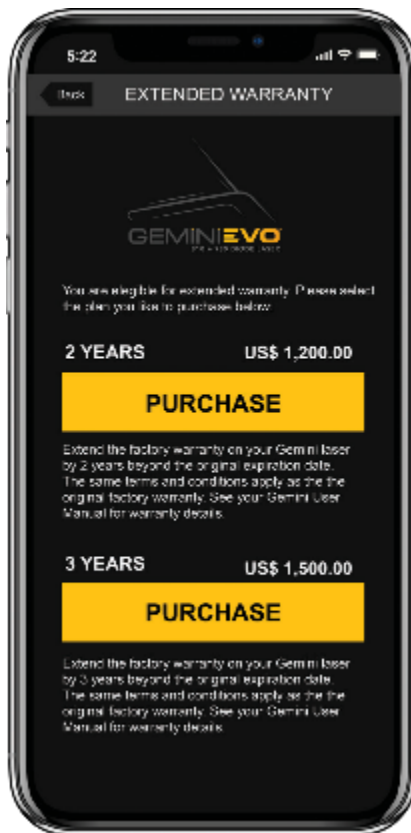 5:22
Back
EXTENDED WARRANTY
GEMINI EVO
You are elegible for extended warranty. Please select
the plan you like to purchase below.
2 YEARS
US$ 1,200.00
PURCHASE
Extend the factory warranty on your Gemini laser
by 2 years beyond the original expiration date.
The same terms and conditions apply as the the
original factory warranty. See your Gemini User
Manual for warranty details.
3 YEARS
US$ 1,500.00
PURCHASE
Extend the factory warranty on your Gemini laser
by 3 years beyond the original expiration date.
The same terms and conditions apply as the the
original factory warranty. See your Gemini User
Manual for warranty details.